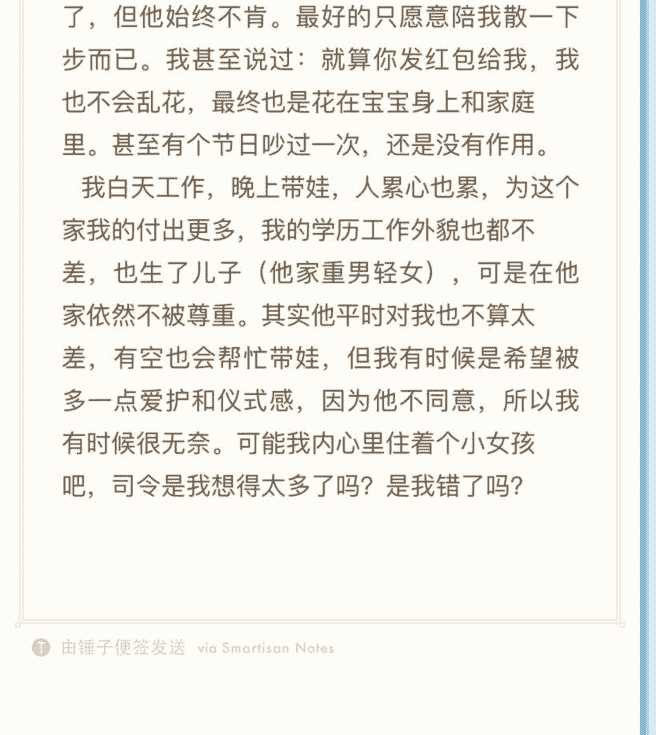 了，但他始终不肯。最好的只愿意陪我散一下
步而已。我甚至说过：就算你发红包给我，我
也不会乱花，最终也是花在宝宝身上和家庭
里。甚至有个节日吵过一次，还是没有作用。
我白天工作，晚上带娃，人累心也累，为这个
家我的付出更多，我的学历工作外貌也都不
差，也生了儿子（他家重男轻女），可是在他
家依然不被尊重。其实他平时对我也不算太
差，有空也会帮忙带娃，但我有时候是希望被
多一点爱护和仪式感，因为他不同意，所以我
有时候很无奈。可能我内心里住着个小女孩
吧，司令是我想得太多了吗？是我错了吗？
由锤子便签发送 via Smartisan Notes